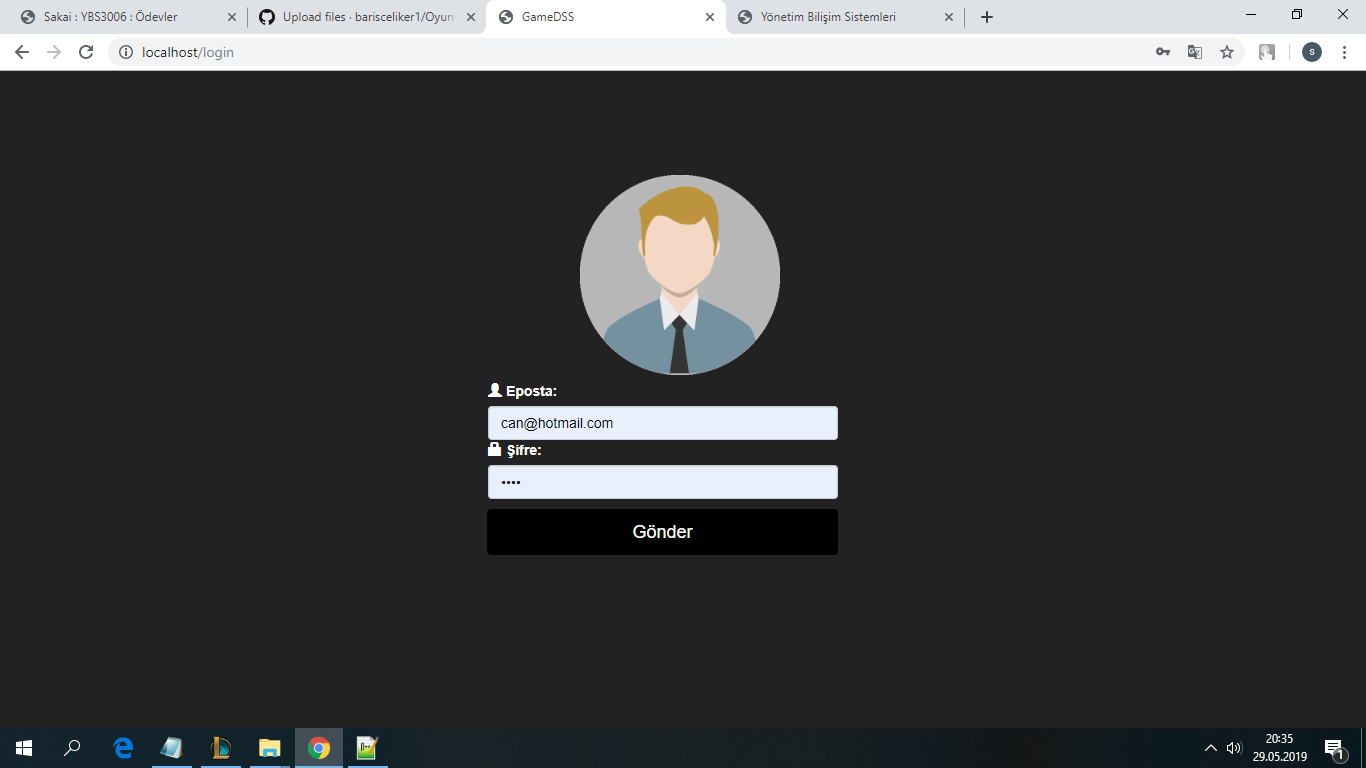 Sakai : YBS3006 : Ödevler
Upload files · barisceliker1/Oyun-
GameDSS
Yönetim Bilişim Sistemleri
localhost/login
s
Eposta:
can@hotmail.com
Şifre:
••••
Gönder
20:35
29.05.2019
1